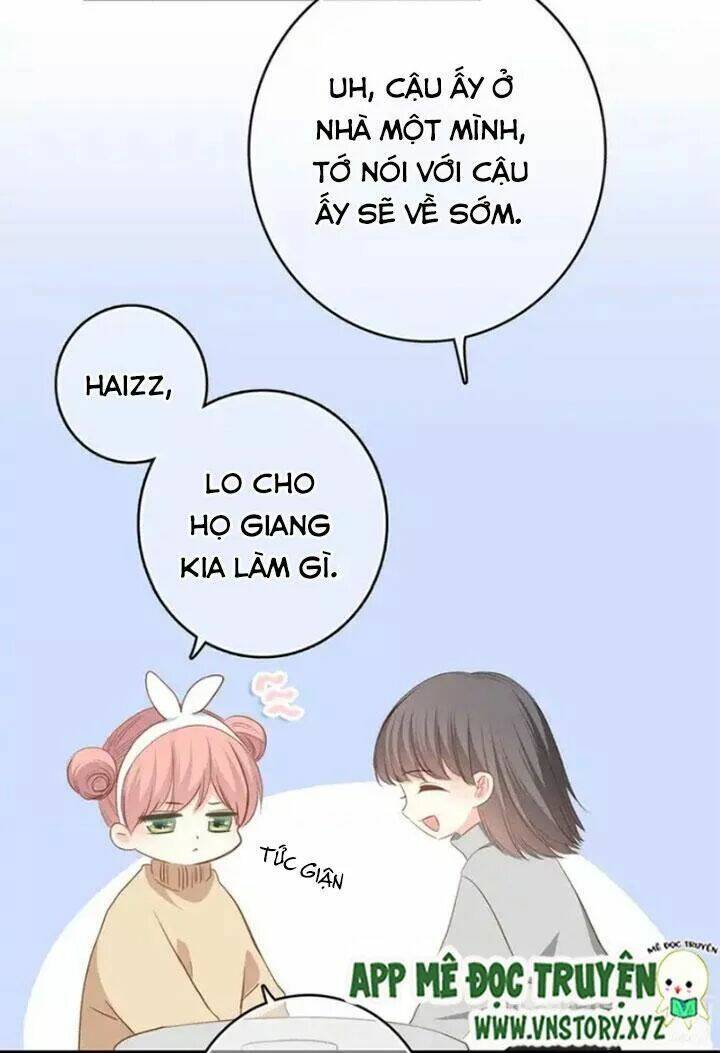 UH, CẬU ẤY Ở
NHÀ MỘT MÌNH,
TỚ NÓI VỚI CẬU
ẤY SẼ VỀ SỚM.
HAIZZ,
LO CHO
HỌ GIANG
KIA LÀM GÌ.
TỨC GIẬN
MÊ ĐỌC TRUYỆN
APP MÊ ĐỌC TRUYỆN
WWW.VNSTORY.XYZ